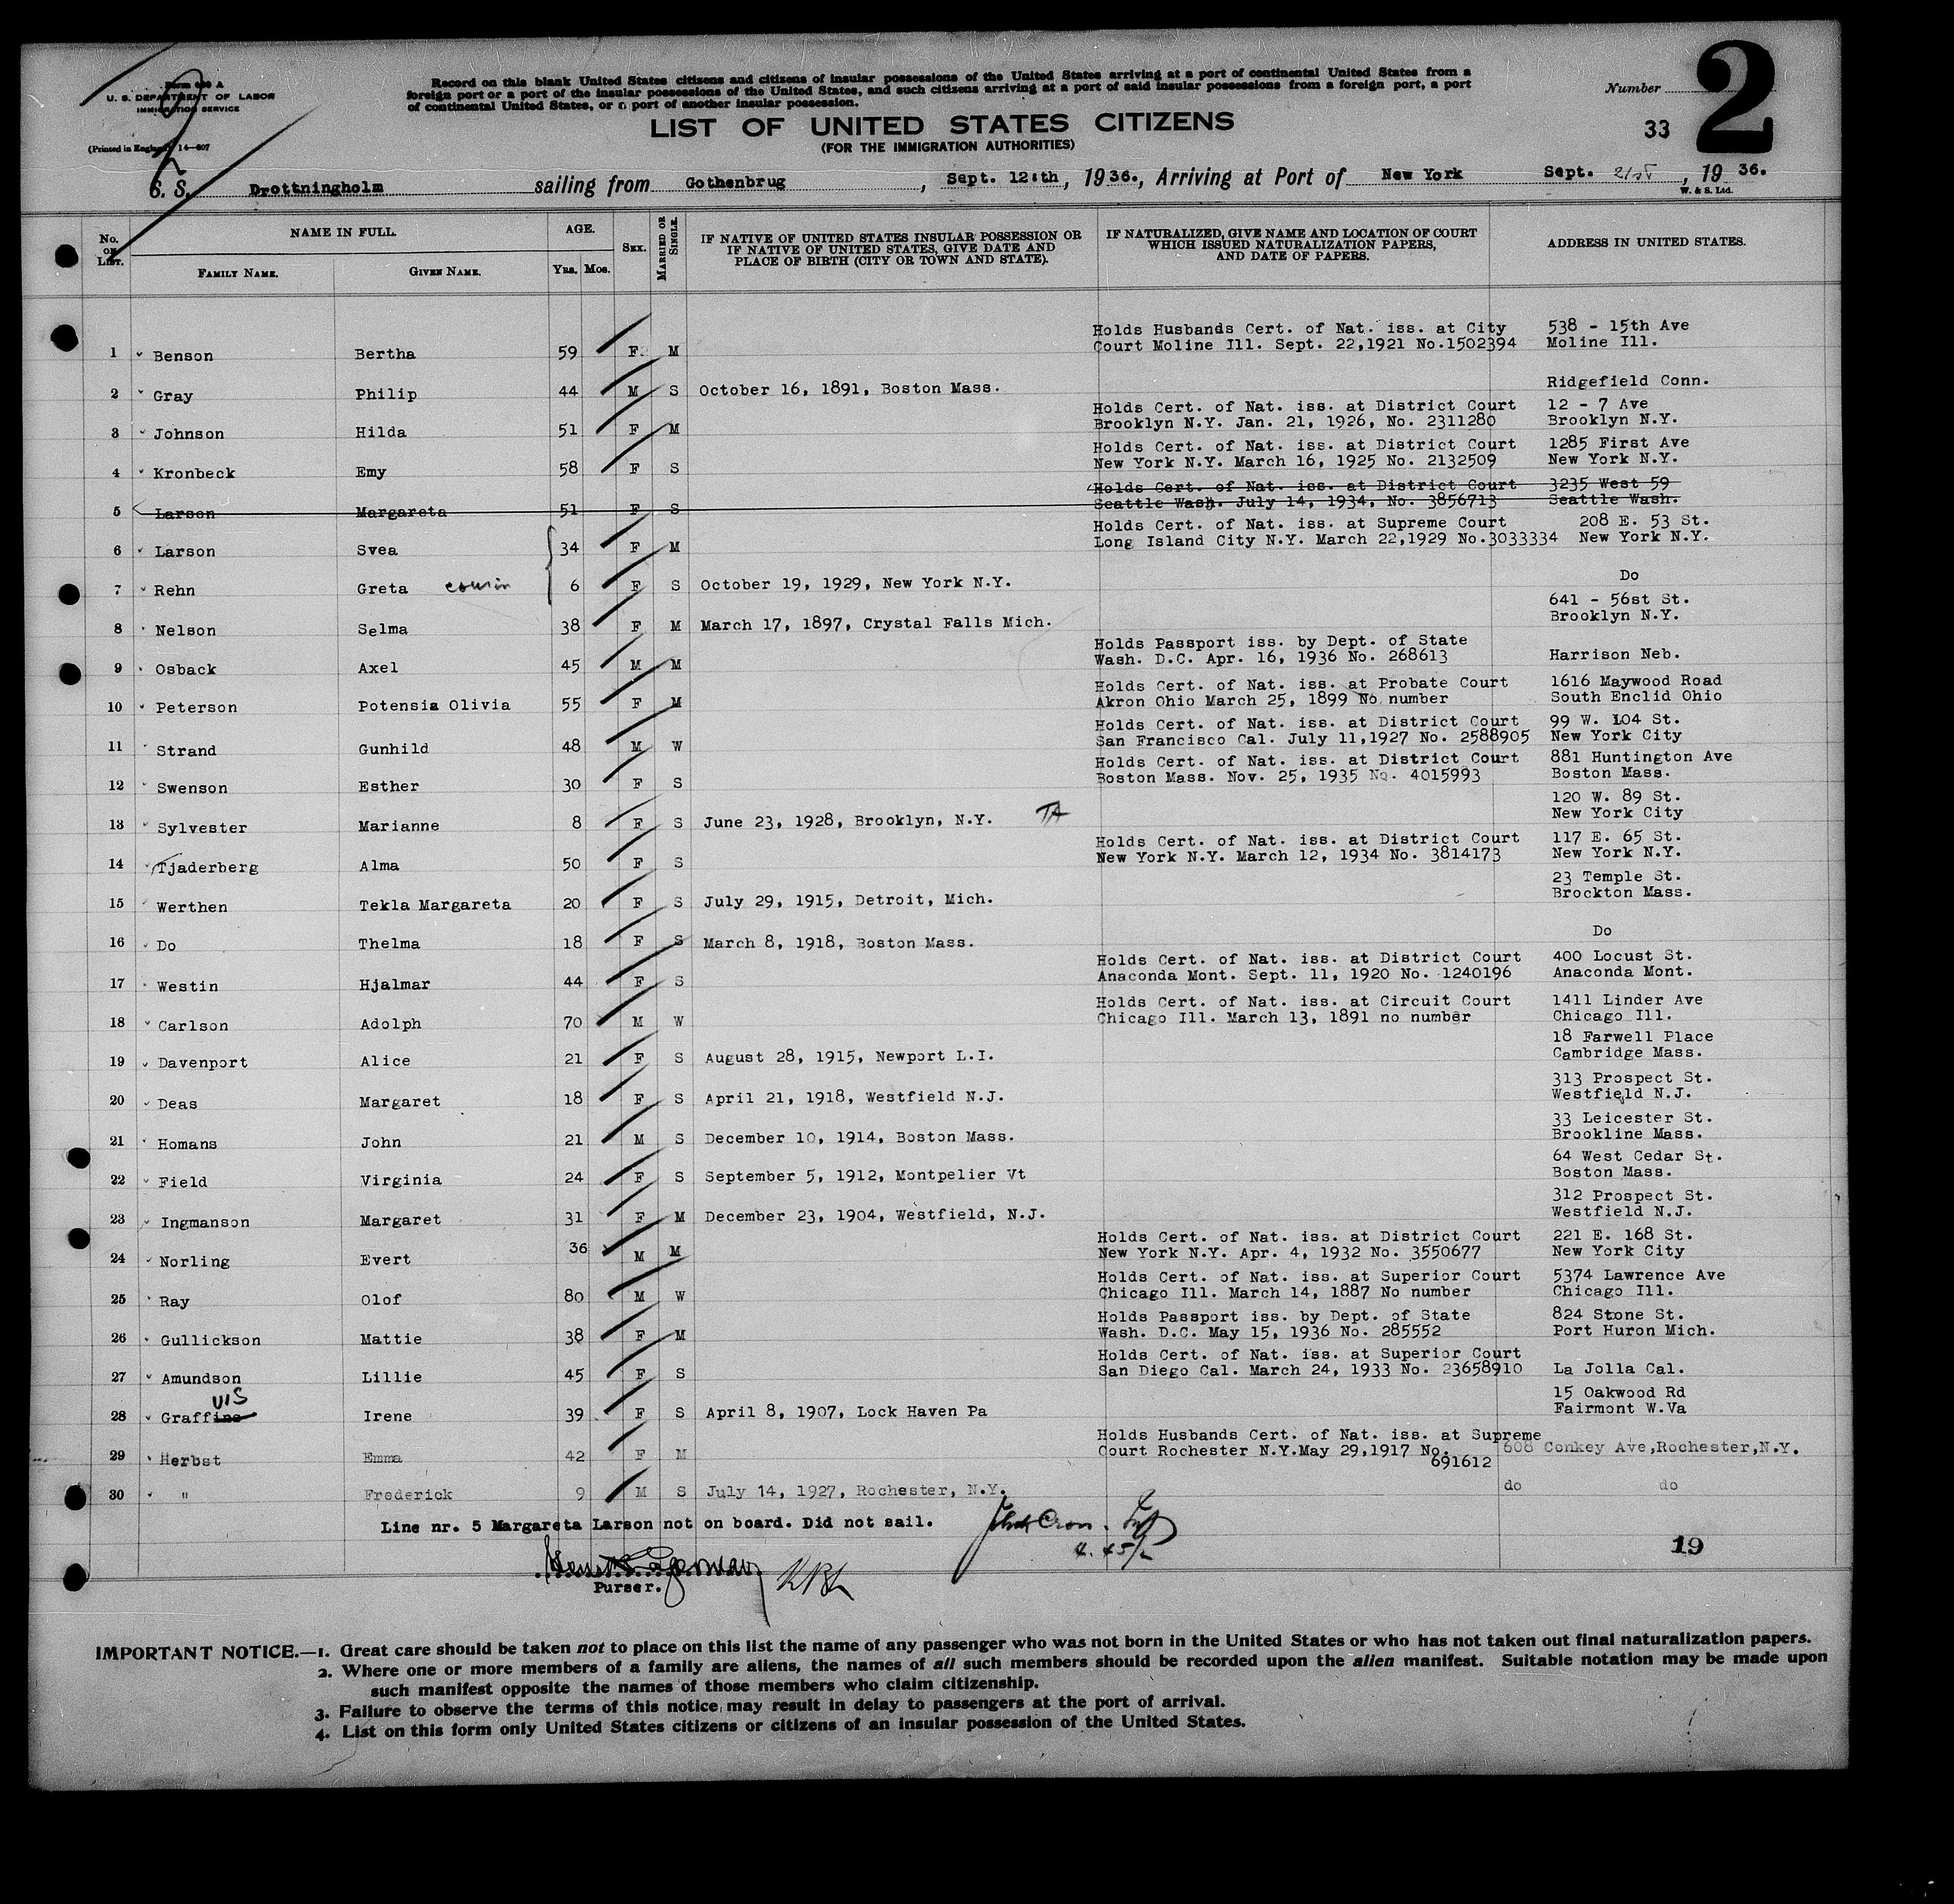 Form 630 A
U. S. DEPARTMENT OF LABOR
IMMIGRATION SERVICE
(Printed in England) 14—607
Record on this blank United States citizens and citizens of insular possessions of the United States arriving at a port of continental United States from a
foreign port or a port of the insular possessions of the United States, and such citizens arriving at a port of said insular possessions from a foreign port, a port
of continental United States, or a port of another insular possession.
Number
2
33
LIST OF UNITED STATES CITIZENS
(FOR THE IMMIGRATION AUTHORITIES)
S. S. Drottningholm sailing from Gothenbrug, Sept. 12:th, 1936., Arriving at Port of New York Sept. 21st, 1936.
W. & S. Ltd.
No. ON LIST. NAME IN FULL. AGE. SEX. MARRIED OR SINGLE. IF NATIVE OF UNITED STATES INSULAR POSSESSION OR IF NATIVE OF UNITED STATES, GIVE DATE AND PLACE OF BIRTH (CITY OR TOWN AND STATE). IF NATURALIZED, GIVE NAME AND LOCATION OF COURT WHICH ISSUED NATURALIZATION PAPERS, AND DATE OF PAPERS. ADDRESS IN UNITED STATES.
FAMILY NAME. GIVEN NAME. YRS. MOS.
Holds Husbands Cert. of Nat. iss. at City 538 - 15th Ave
1 Benson Bertha 59 F M Court Moline Ill. Sept. 22,1921 No.1502394 Moline Ill.
2 Gray Philip 44 M S October 16, 1891, Boston Mass. Ridgefield Conn.
Holds Cert. of Nat. iss. at District Court 12 - 7 Ave
3 Johnson Hilda 51 F M Brooklyn N.Y. Jan. 21, 1926, No. 2311280 Brooklyn N.Y.
Holds Cert. of Nat. iss. at District Court 1285 First Ave
4 Kronbeck Emy 58 F S New York N.Y. March 16, 1925 No. 2132509 New York N.Y.
Holds Cert. of Nat. iss. at District Court 3235 West 59
5 Larson Margareta 51 F S Seattle Wash. July 14, 1934, No. 3856713 Seattle Wash.
Holds Cert. of Nat. iss. at Supreme Court 208 E. 53 St.
6 Larson Svea 34 F M Long Island City N.Y. March 22,1929 No.3033334 New York N.Y.
7 Rehn Greta cousin 6 F S October 19, 1929, New York N.Y. Do
641 - 56st St.
8 Nelson Selma 38 F M March 17, 1897, Crystal Falls Mich. Brooklyn N.Y.
Holds Passport iss. by Dept. of State
9 Osback Axel 45 M M Wash. D.C. Apr. 16, 1936 No. 268613 Harrison Neb.
Holds Cert. of Nat. iss. at Probate Court 1616 Maywood Road
10 Peterson Potensia Olivia 55 F M Akron Ohio March 25, 1899 No number South Enclid Ohio
Holds Cert. of Nat. iss. at District Court 99 W. 104 St.
11 Strand Gunhild 48 M W San Francisco Cal. July 11,1927 No. 2588905 New York City
Holds Cert. of Nat. iss. at District Court 881 Huntington Ave
12 Swenson Esther 30 F S Boston Mass. Nov. 25, 1935 No. 4015993 Boston Mass.
120 W. 89 St.
13 Sylvester Marianne 8 F S June 23, 1928, Brooklyn, N.Y. TA New York City
Holds Cert. of Nat. iss. at District Court 117 E. 65 St.
14 Tjaderberg Alma 50 F S New York N.Y. March 12, 1934 No. 3814173 New York N.Y.
23 Temple St.
15 Werthen Tekla Margareta 20 F S July 29, 1915, Detroit, Mich. Brockton Mass.
16 Do Thelma 18 F S March 8, 1918, Boston Mass. Do
Holds Cert. of Nat. iss. at District Court 400 Locust St.
17 Westin Hjalmar 44 F S Anaconda Mont. Sept. 11, 1920 No. 1240196 Anaconda Mont.
Holds Cert. of Nat. iss. at Circuit Court 1411 Linder Ave
18 Carlson Adolph 70 M W Chicago Ill. March 13, 1891 no number Chicago Ill.
18 Farwell Place
19 Davenport Alice 21 F S August 28, 1915, Newport L.I. Cambridge Mass.
313 Prospect St.
20 Deas Margaret 18 F S April 21, 1918, Westfield N.J. Westfield N.J.
33 Leicester St.
21 Homans John 21 M S December 10, 1914, Boston Mass. Brookline Mass.
64 West Cedar St.
22 Field Virginia 24 F S September 5, 1912, Montpelier Vt Boston Mass.
312 Prospect St.
23 Ingmanson Margaret 31 F M December 23, 1904, Westfield, N.J. Westfield N.J.
Holds Cert. of Nat. iss. at District Court 221 E. 168 St.
24 Norling Evert 36 M M New York N.Y. Apr. 4, 1932 No. 3550677 New York City
Holds Cert. of Nat. iss. at Superior Court 5374 Lawrence Ave
25 Ray Olof 80 M W Chicago Ill. March 14, 1887 No number Chicago Ill.
Holds Passport iss. by Dept. of State 824 Stone St.
26 Gullickson Mattie 38 F M Wash. D.C. May 15, 1936 No. 285552 Port Huron Mich.
Holds Cert. of Nat. iss. at Superior Court
27 Amundson Lillie 45 F S San Diego Cal. March 24, 1933 No. 23658910 La Jolla Cal.
UIS 15 Oakwood Rd
28 Graffins Irene 39 F S April 8, 1907, Lock Haven Pa Fairmont W.Va
Holds Husbands Cert. of Nat. iss. at Supreme
29 Herbst Emma 42 F M Court Rochester N.Y.May 29,1917 No. 608 Conkey Ave,Rochester,N.Y.
691612
30 " Frederick 9 M S July 14, 1927, Rochester, N.Y. do do
Line nr. 5 Margareta Larson not on board. Did not sail.
19
Purser.
IMPORTANT NOTICE.—1. Great care should be taken not to place on this list the name of any passenger who was not born in the United States or who has not taken out final naturalization papers.
2. Where one or more members of a family are aliens, the names of all such members should be recorded upon the alien manifest. Suitable notation may be made upon
such manifest opposite the names of those members who claim citizenship.
3. Failure to observe the terms of this notice may result in delay to passengers at the port of arrival.
4. List on this form only United States citizens or citizens of an insular possession of the United States.